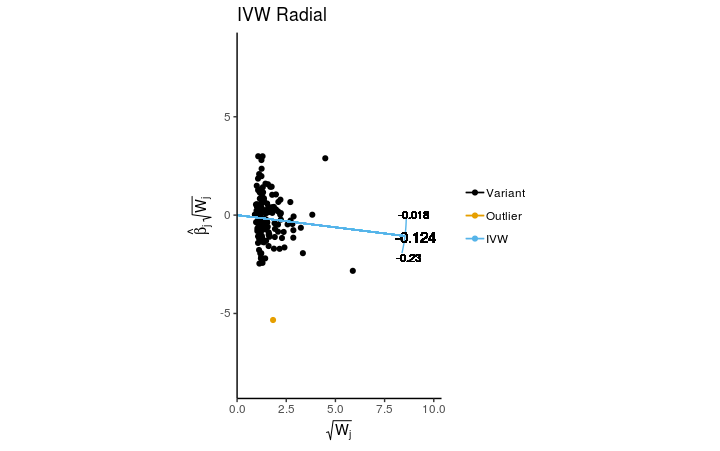 IVW Radial
5
0
-5
β̂j√Wj
-0.018
-0.124
-0.23
Variant
Outlier
IVW
0.0 2.5 5.0 7.5 10.0
√Wj